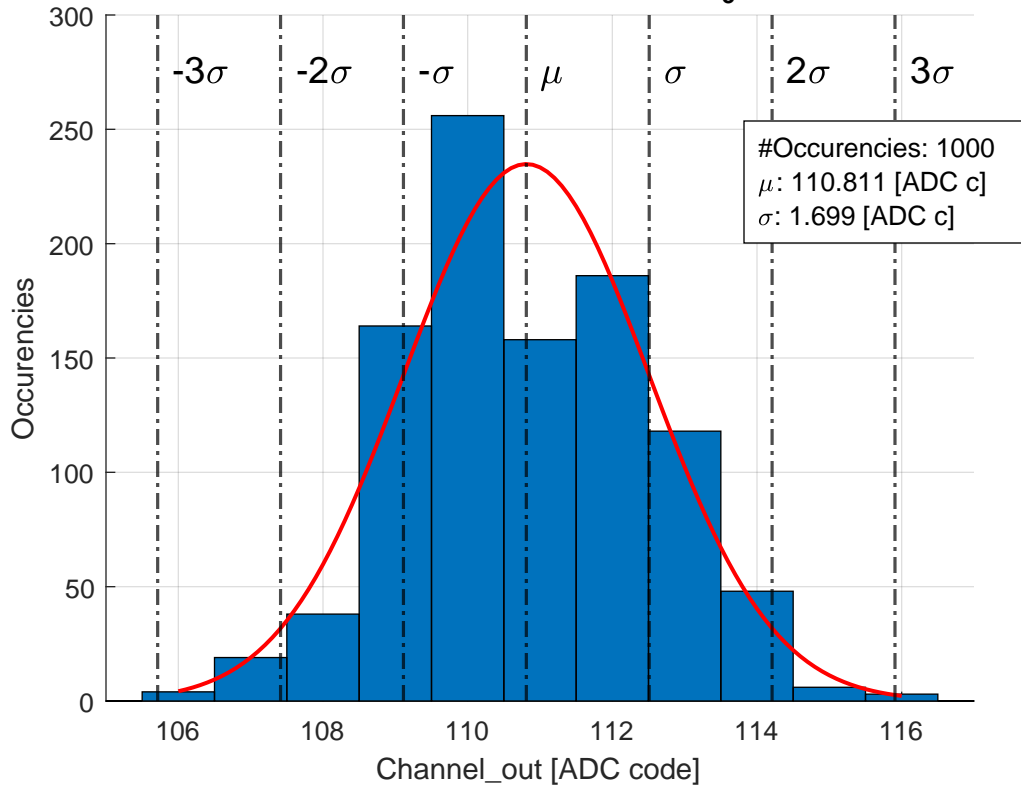 300
250
200
150
100
50
0
-3σ -2σ -σ μ σ 2σ 3σ
#Occurencies: 1000
μ: 110.811 [ADC c]
σ: 1.699 [ADC c]
Occurencies
106 108 110 112 114 116
Channel_out [ADC code]